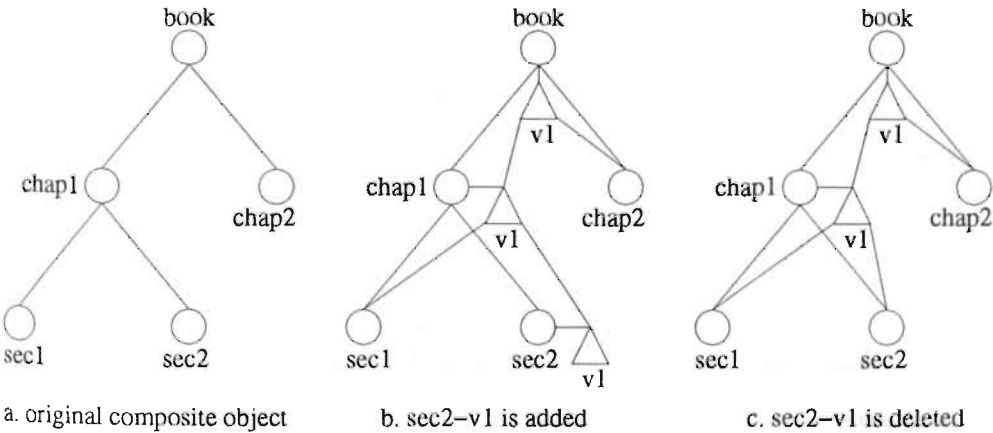 book
chap1
chap2
sec1
sec2
a. original composite object
book
v1
chap1
v1
chap2
sec1
sec2
v1
b. sec2-v1 is added
book
v1
chap1
v1
chap2
sec1
sec2
c. sec2-v1 is deleted